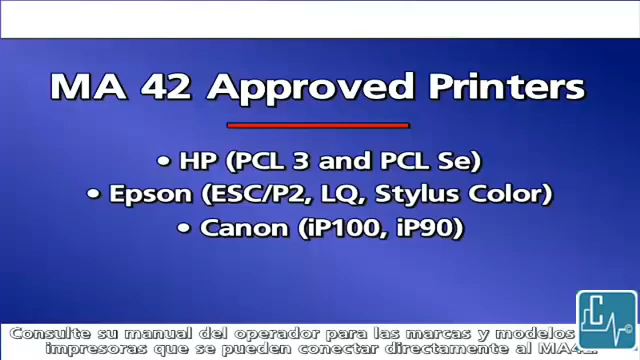 MA 42 Approved Printers
• HP (PCL 3 and PCL Se)
• Epson (ESC/P2, LQ, Stylus Color)
• Canon (iP100, iP90)
Consulte su manual del operador para las marcas y modelos
impresoras que se pueden conectar directamente al MA42